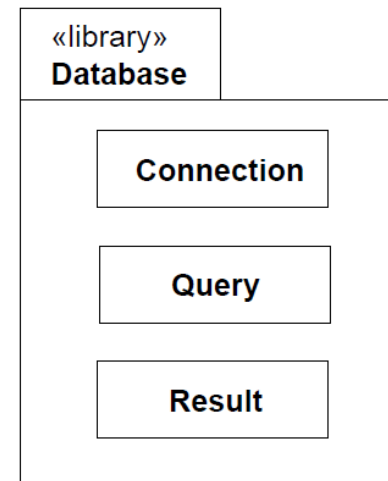 «library»
Database
Connection
Query
Result